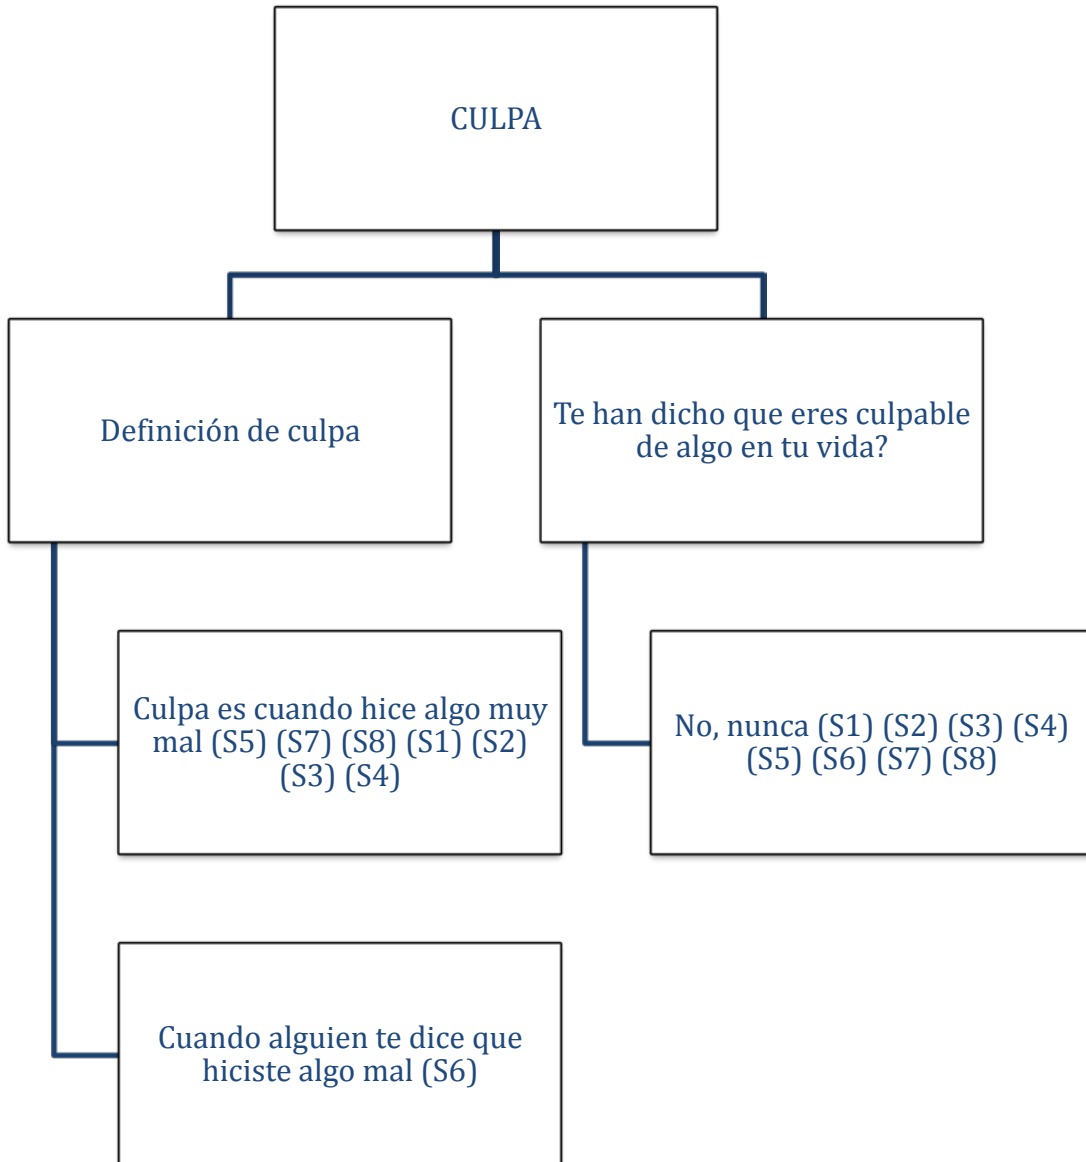 CULPA
Definición de culpa
Te han dicho que eres culpable
de algo en tu vida?
Culpa es cuando hice algo muy
mal (S5) (S7) (S8) (S1) (S2)
(S3) (S4)
No, nunca (S1) (S2) (S3) (S4)
(S5) (S6) (S7) (S8)
Cuando alguien te dice que
hiciste algo mal (S6)